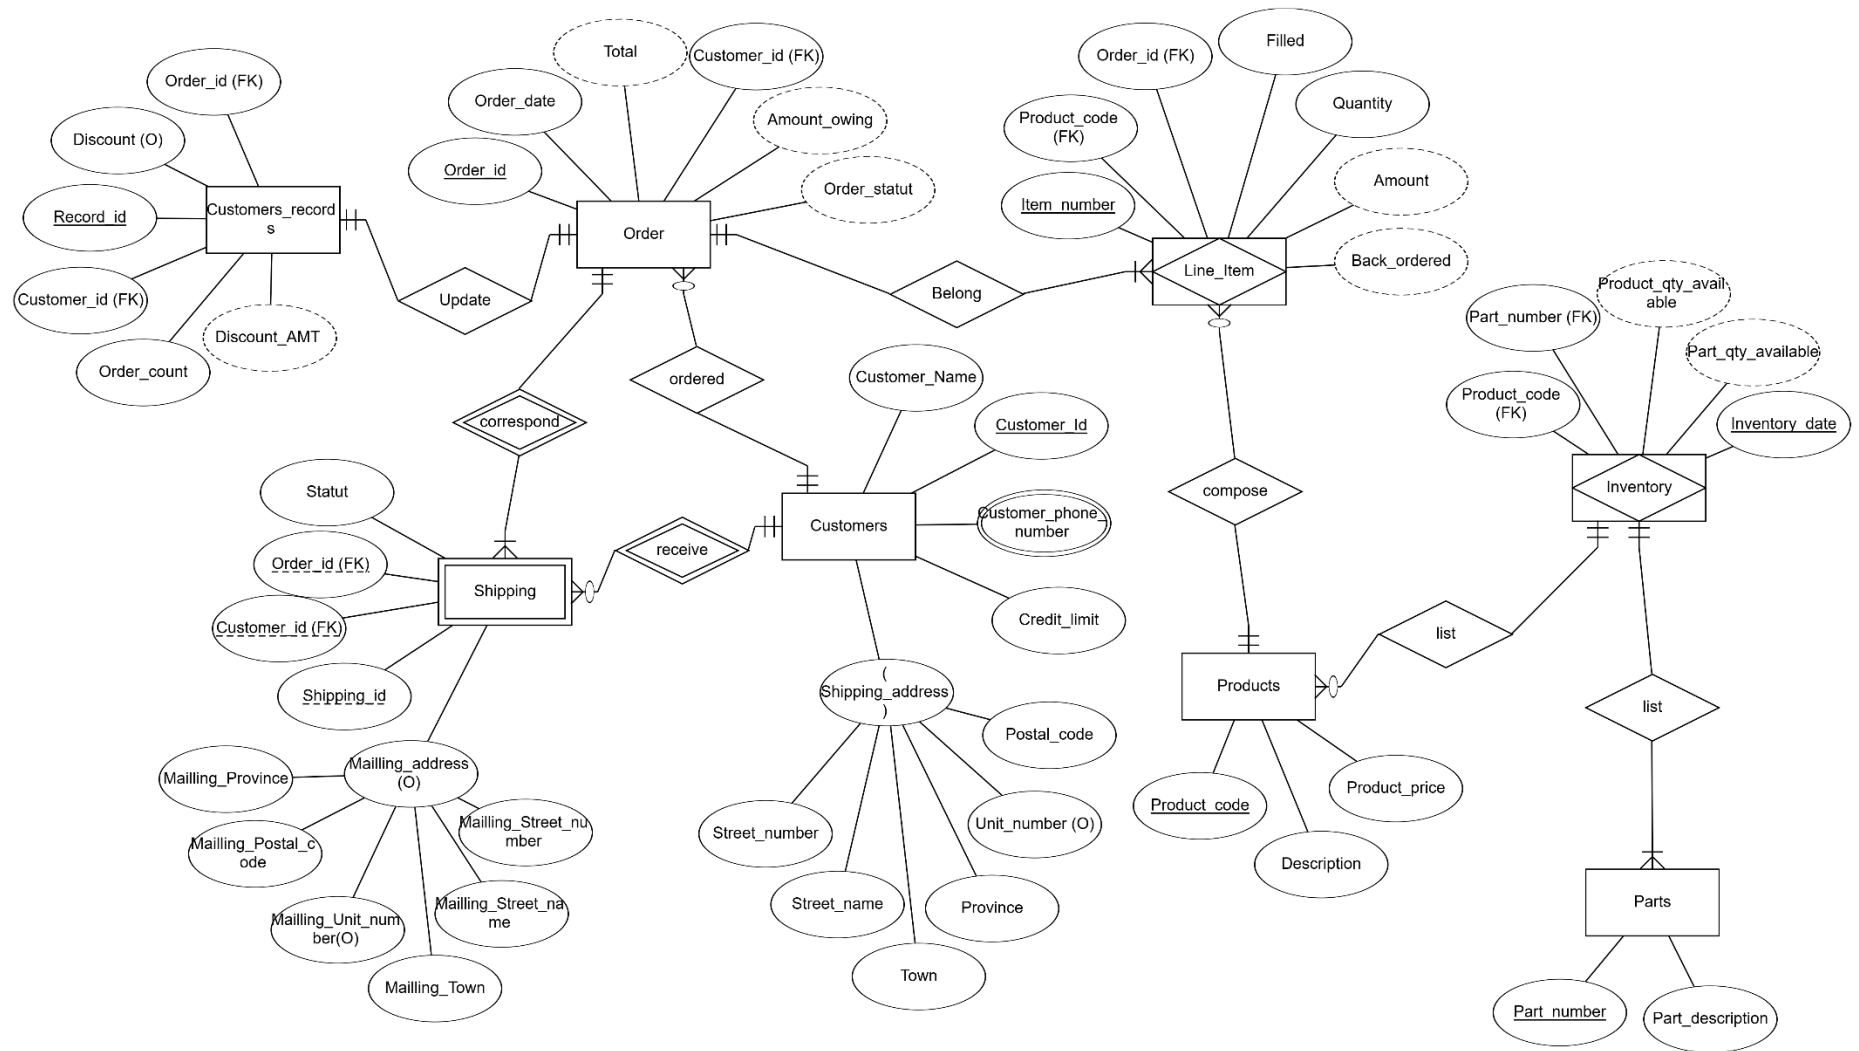 Total
Customer_id (FK)
Order_id (FK)
Filled
Order_id (FK)
Order_date
Amount_owing
Quantity
Product_code
(FK)
Discount (O)
Order_id
Order_statut
Amount
Item_number
Record_id
Customers_record
s
Order
Line_Item
Back_ordered
Customer_id (FK)
Update
Belong
Product_qty_avail
able
Part_number (FK)
Discount_AMT
Order_count
ordered
Customer_Name
Part_qty_available
Product_code
(FK)
Inventory_date
correspond
Customer_Id
Statut
compose
Inventory
Customers
Customer_phone_
number
receive
Order_id (FK)
Shipping
Customer_id (FK)
Credit_limit
list
Shipping_id
(
Shipping_address
)
Products
list
Postal_code
Mailling_Province
Mailling_address
(O)
Product_code
Product_price
Mailling_Street_nu
mber
Street_number
Unit_number (O)
Mailling_Postal_c
ode
Description
Mailling_Unit_num
ber(O)
Mailling_Street_na
me
Street_name
Province
Parts
Mailling_Town
Town
Part_number
Part_description